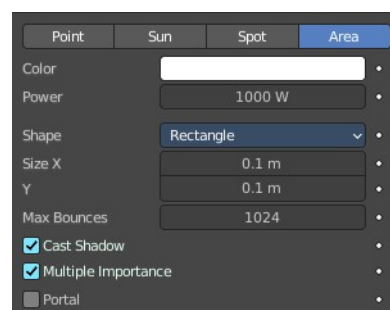 Point Sun Spot Area
Color
Power 1000 W
Shape Rectangle
Size X 0.1 m
Y 0.1 m
Max Bounces 1024
Cast Shadow
Multiple Importance
Portal